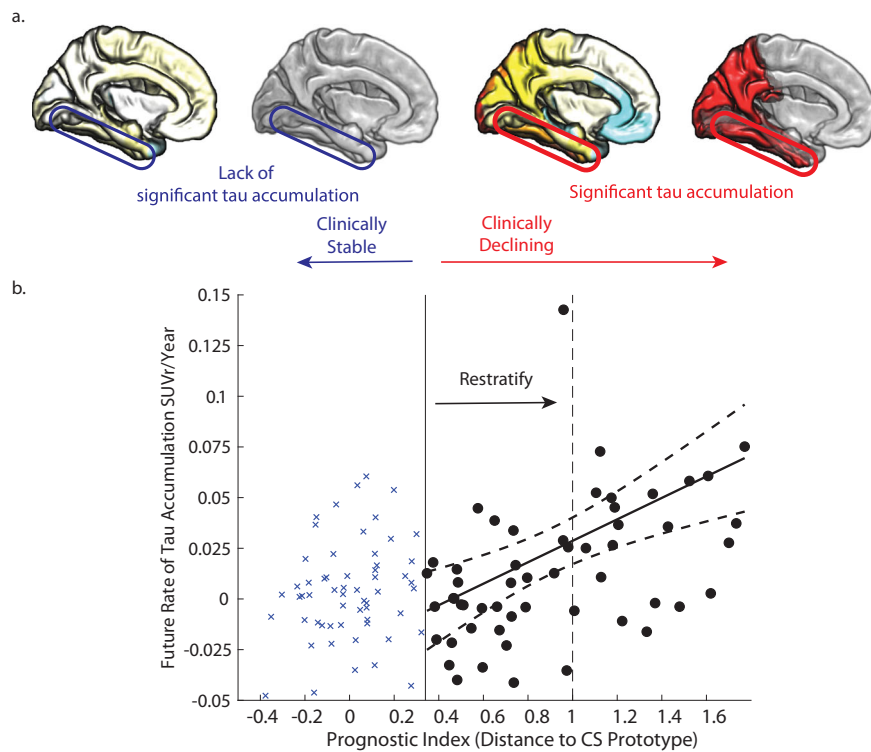 a.
Lack of
significant tau accumulation
Significant tau accumulation
Clinically
Stable
Clinically
Declining
b.
Future Rate of Tau Accumulation SUVr/Year
0.15
0.125
0.1
0.075
0.05
0.025
0
-0.025
-0.05
Restratify
-0.4 -0.2 0 0.2 0.4 0.6 0.8 1 1.2 1.4 1.6
Prognostic Index (Distance to CS Prototype)